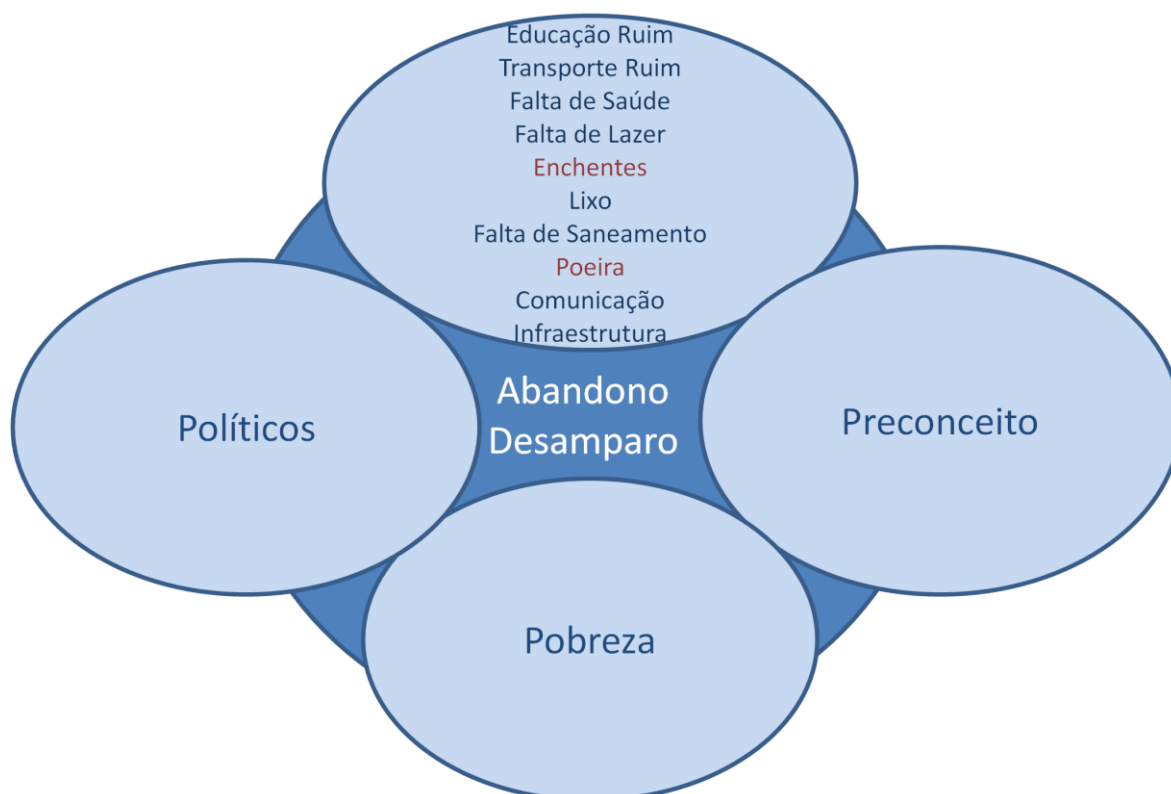 Educação Ruim
Transporte Ruim
Falta de Saúde
Falta de Lazer
Enchentes
Lixo
Falta de Saneamento
Poeira
Comunicação
Infraestrutura
Abandono
Desamparo
Políticos
Preconceito
Pobreza